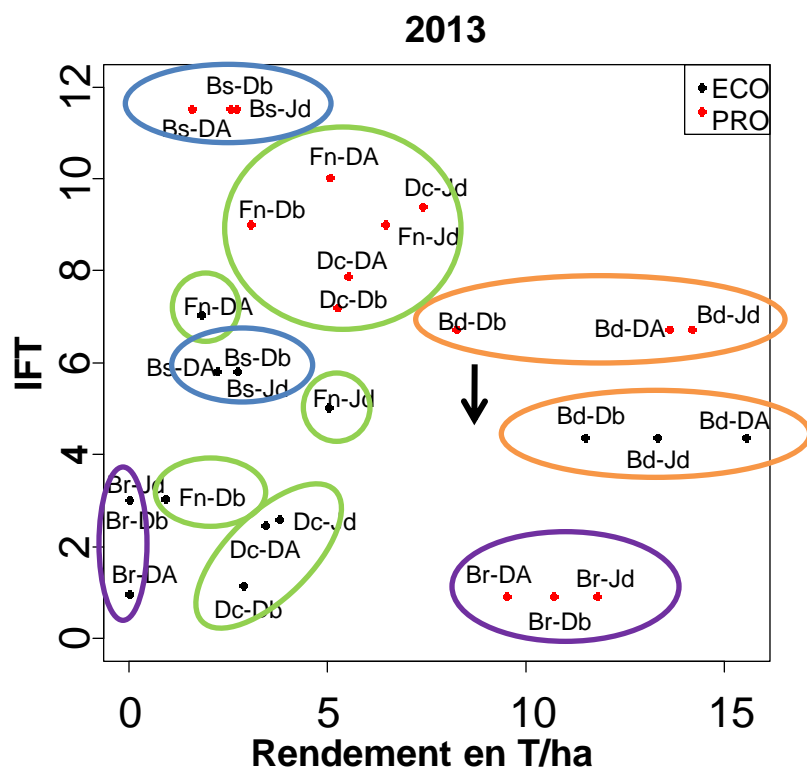 2013
12
10
8
6
4
2
0
IFT
ECO
PRO
Bs-Db
Bs-Jd
Bs-DA
Fn-DA
Dc-Jd
Fn-Db
Fn-Jd
Dc-DA
Dc-Db
Fn-DA
Bd-Db
Bd-DA
Bd-Jd
Bs-DA
Bs-Db
Bs-Jd
Fn-Jd
Bd-Db
Bd-DA
Bd-Jd
Br-Jd
Br-Db
Fn-Db
Dc-Jd
Dc-DA
Br-DA
Dc-Db
Br-DA
Br-Jd
Br-Db
0
5
10
15
Rendement en T/ha